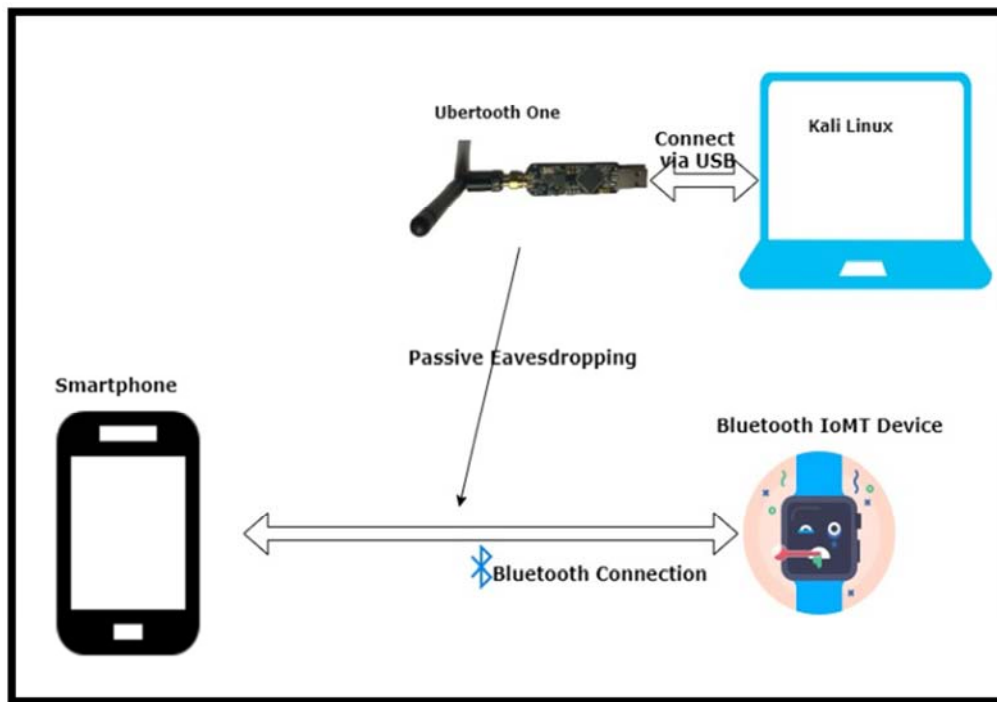 Ubertooth One
Connect
via USB
Kali Linux
Passive Eavesdropping
Smartphone
Bluetooth IoMT Device
Bluetooth Connection